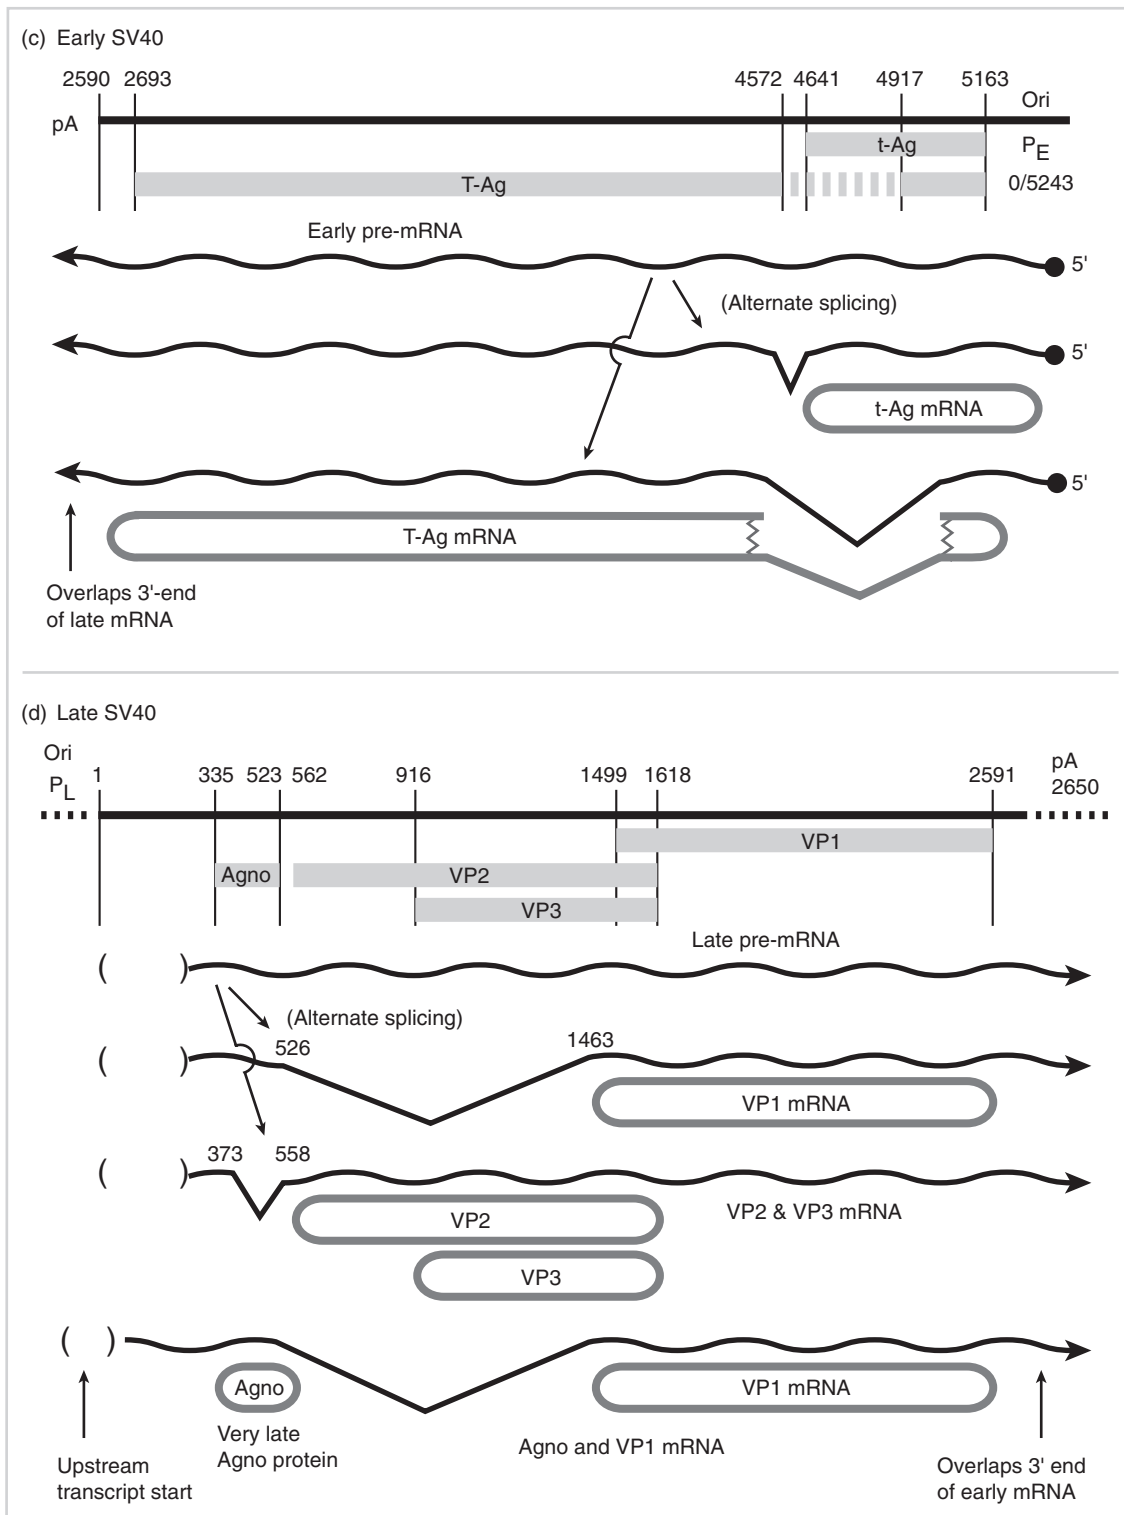 (c) Early SV40
2590 2693 4572 4641 4917 5163
Ori
pA
t-Ag
PE
T-Ag
0/5243
Early pre-mRNA
5'
(Alternate splicing)
5'
t-Ag mRNA
5'
T-Ag mRNA
Overlaps 3'-end
of late mRNA
(d) Late SV40
Ori
PL
1 335 523 562 916 1499 1618 2591
pA
2650
VP1
Agno
VP2
VP3
Late pre-mRNA
( )
(Alternate splicing)
526 1463
( )
VP1 mRNA
373 558
( )
VP2 & VP3 mRNA
VP2
VP3
( )
Agno
VP1 mRNA
Very late
Agno protein
Agno and VP1 mRNA
Upstream
transcript start
Overlaps 3' end
of early mRNA